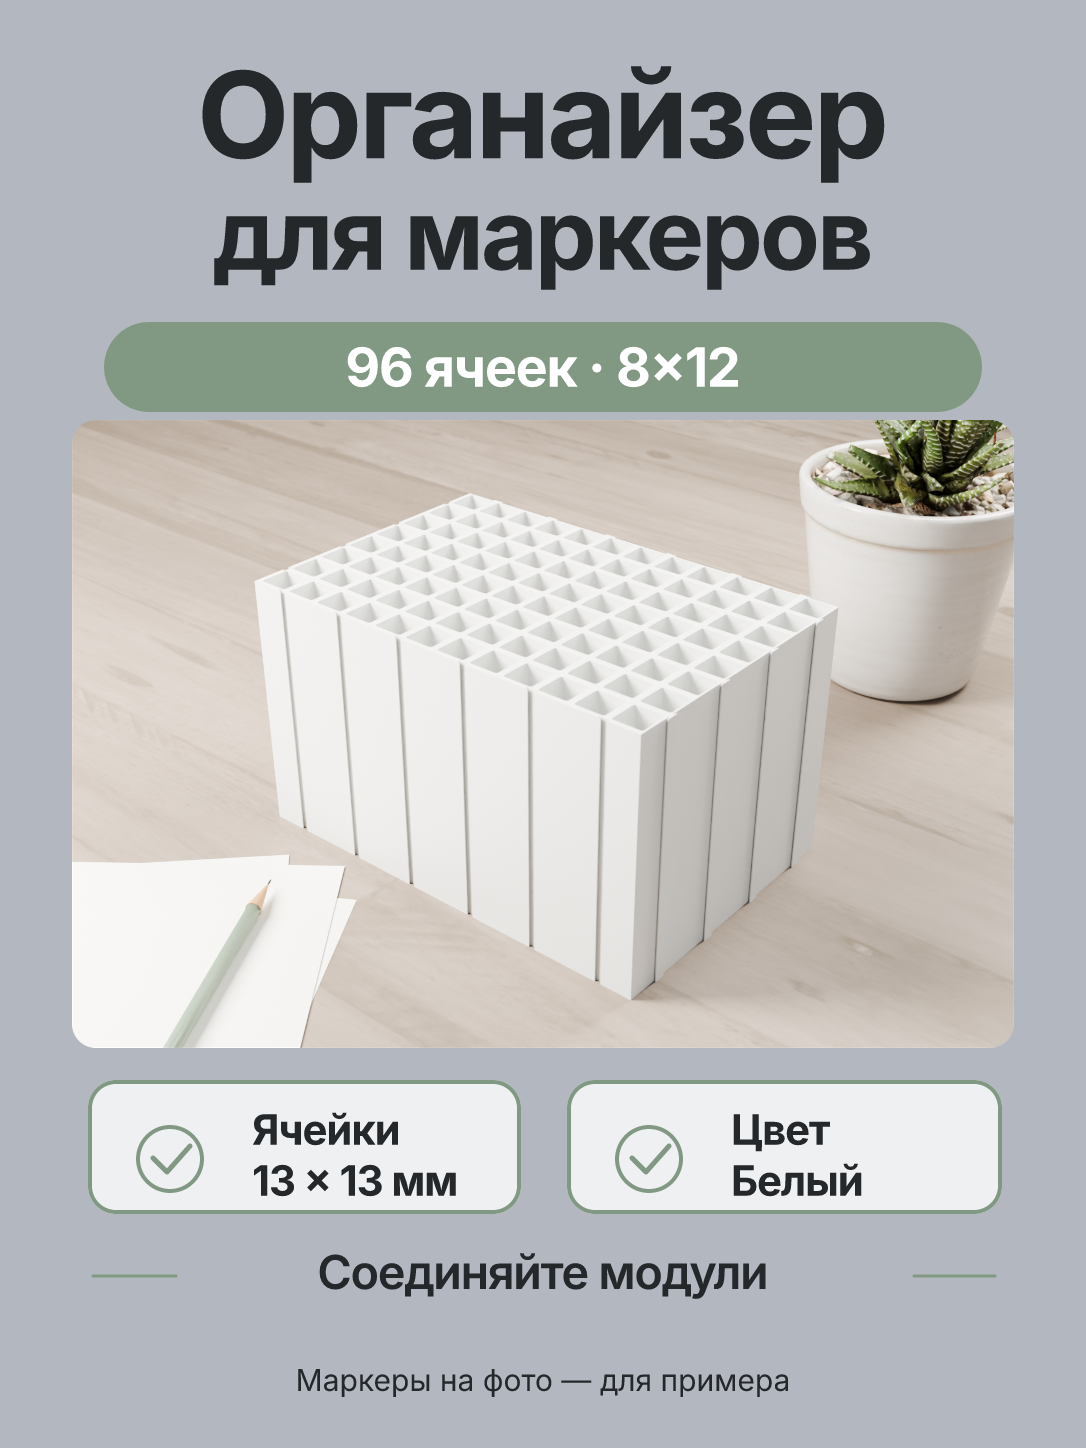 Органайзер
для маркеров
96 ячеек · 8×12
Ячейки
13 × 13 мм
Цвет
Белый
Соединяйте модули
Маркеры на фото — для примера